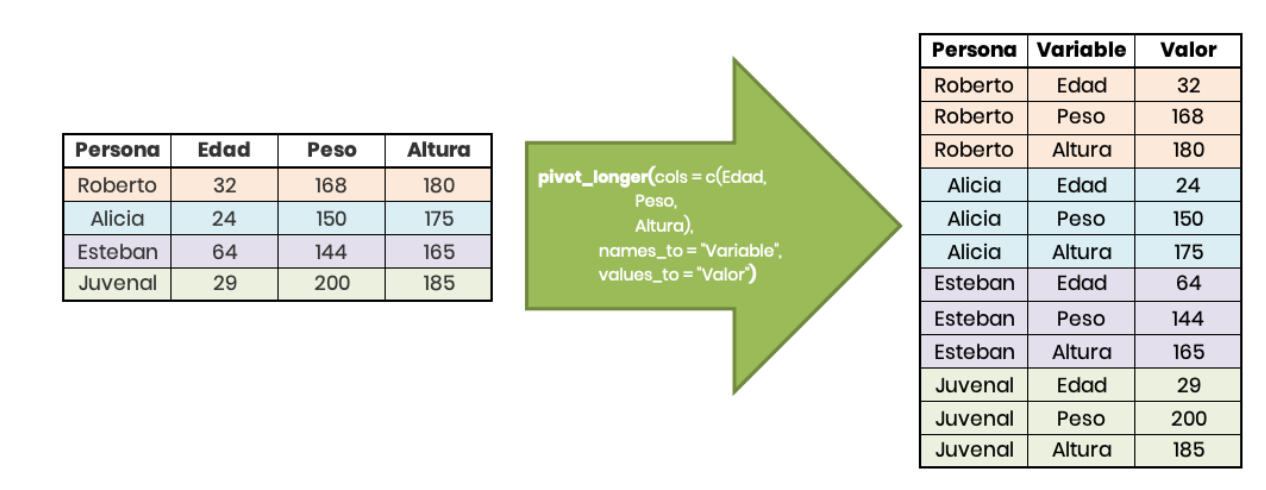 Persona Edad Peso Altura
Roberto 32 168 180
Alicia 24 150 175
Esteban 64 144 165
Juvenal 29 200 185
pivot_longer(cols = c(Edad,
Peso,
Altura),
names_to = "Variable",
values_to = "Valor")
Persona Variable Valor
Roberto Edad 32
Roberto Peso 168
Roberto Altura 180
Alicia Edad 24
Alicia Peso 150
Alicia Altura 175
Esteban Edad 64
Esteban Peso 144
Esteban Altura 165
Juvenal Edad 29
Juvenal Peso 200
Juvenal Altura 185